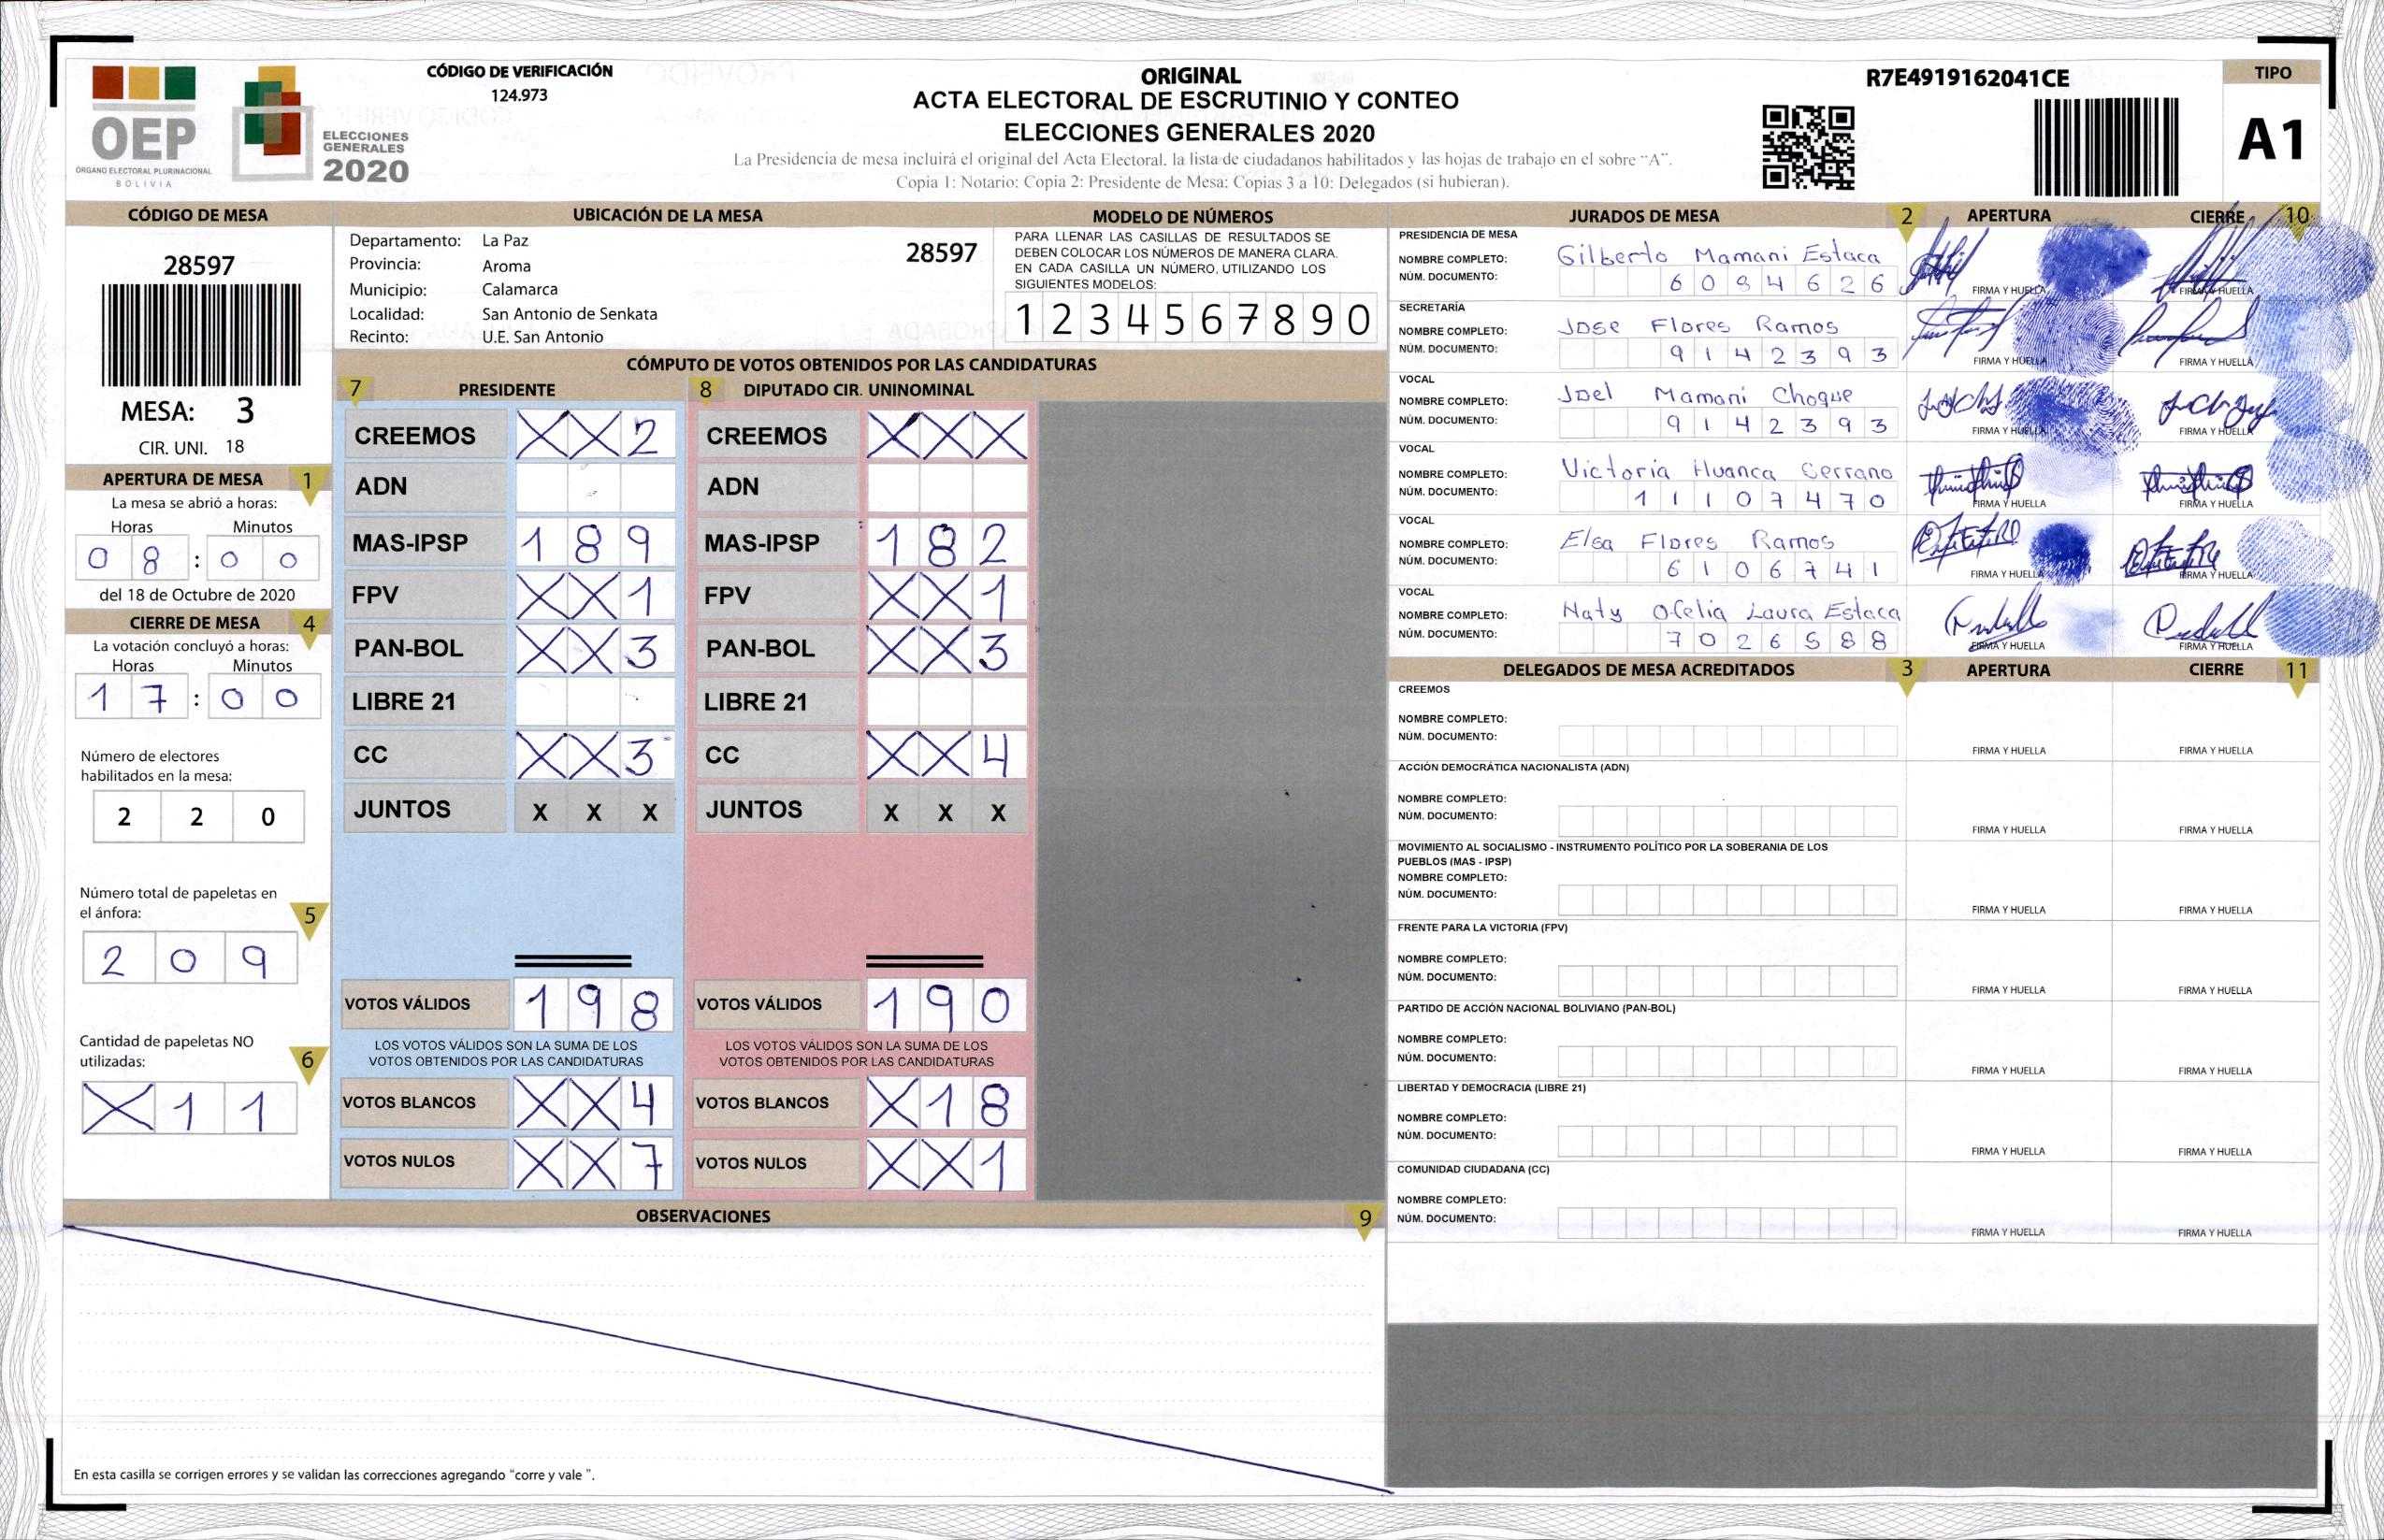 CÓDIGO DE VERIFICACIÓN
124.973
OEP
ÓRGANO ELECTORAL PLURINACIONAL
BOLIVIA
ELECCIONES
GENERALES
2020
ORIGINAL
ACTA ELECTORAL DE ESCRUTINIO Y CONTEO
ELECCIONES GENERALES 2020
La Presidencia de mesa incluirá el original del Acta Electoral, la lista de ciudadanos habilitados y las hojas de trabajo en el sobre “A”.
Copia 1: Notario; Copia 2: Presidente de Mesa; Copias 3 a 10: Delegados (si hubieran).
R7E4919162041CE
TIPO
A1
CÓDIGO DE MESA
28597
MESA: 3
CIR. UNI. 18
APERTURA DE MESA 1
La mesa se abrió a horas:
Horas Minutos
0 8 : 0 0
del 18 de Octubre de 2020
CIERRE DE MESA 4
La votación concluyó a horas:
Horas Minutos
1 7 : 0 0
Número de electores
habilitados en la mesa:
2 2 0
Número total de papeletas en
el ánfora: 5
2 0 9
Cantidad de papeletas NO
utilizadas: 6
X 1 1
UBICACIÓN DE LA MESA
Departamento: La Paz 28597
Provincia: Aroma
Municipio: Calamarca
Localidad: San Antonio de Senkata
Recinto: U.E. San Antonio
MODELO DE NÚMEROS
PARA LLENAR LAS CASILLAS DE RESULTADOS SE
DEBEN COLOCAR LOS NÚMEROS DE MANERA CLARA.
EN CADA CASILLA UN NÚMERO, UTILIZANDO LOS
SIGUIENTES MODELOS:
1 2 3 4 5 6 7 8 9 0
CÓMPUTO DE VOTOS OBTENIDOS POR LAS CANDIDATURAS
7 PRESIDENTE 8 DIPUTADO CIR. UNINOMINAL
CREEMOS X X 2 CREEMOS X X X
ADN ADN
MAS-IPSP 1 8 9 MAS-IPSP 1 8 2
FPV X X 1 FPV X X 1
PAN-BOL X X 3 PAN-BOL X X 3
LIBRE 21 LIBRE 21
CC X X 3 CC X X 4
JUNTOS X X X JUNTOS X X X
VOTOS VÁLIDOS 1 9 8 VOTOS VÁLIDOS 1 9 0
LOS VOTOS VÁLIDOS SON LA SUMA DE LOS LOS VOTOS VÁLIDOS SON LA SUMA DE LOS
VOTOS OBTENIDOS POR LAS CANDIDATURAS VOTOS OBTENIDOS POR LAS CANDIDATURAS
VOTOS BLANCOS X X 4 VOTOS BLANCOS X 1 8
VOTOS NULOS X X 7 VOTOS NULOS X X 1
OBSERVACIONES 9
En esta casilla se corrigen errores y se validan las correcciones agregando “corre y vale ”.
JURADOS DE MESA 2 APERTURA CIERRE 10
PRESIDENCIA DE MESA
NOMBRE COMPLETO: Gilberto Mamani Estaca
NÚM. DOCUMENTO: 6 0 8 4 6 2 6 FIRMA Y HUELLA FIRMA Y HUELLA
SECRETARÍA
NOMBRE COMPLETO: Jose Flores Ramos
NÚM. DOCUMENTO: 9 1 4 2 3 9 3 FIRMA Y HUELLA FIRMA Y HUELLA
VOCAL
NOMBRE COMPLETO: Joel Mamani Choque
NÚM. DOCUMENTO: 9 1 4 2 3 9 3 FIRMA Y HUELLA FIRMA Y HUELLA
VOCAL
NOMBRE COMPLETO: Victoria Huanca Serrano
NÚM. DOCUMENTO: 1 1 1 0 7 4 7 0 FIRMA Y HUELLA FIRMA Y HUELLA
VOCAL
NOMBRE COMPLETO: Elsa Flores Ramos
NÚM. DOCUMENTO: 6 1 0 6 7 4 1 FIRMA Y HUELLA FIRMA Y HUELLA
VOCAL
NOMBRE COMPLETO: Naty Ofelia Laura Estaca
NÚM. DOCUMENTO: 7 0 2 6 5 8 8 FIRMA Y HUELLA FIRMA Y HUELLA
DELEGADOS DE MESA ACREDITADOS 3 APERTURA CIERRE 11
CREEMOS
NOMBRE COMPLETO:
NÚM. DOCUMENTO: FIRMA Y HUELLA FIRMA Y HUELLA
ACCIÓN DEMOCRÁTICA NACIONALISTA (ADN)
NOMBRE COMPLETO:
NÚM. DOCUMENTO: FIRMA Y HUELLA FIRMA Y HUELLA
MOVIMIENTO AL SOCIALISMO - INSTRUMENTO POLÍTICO POR LA SOBERANIA DE LOS
PUEBLOS (MAS - IPSP)
NOMBRE COMPLETO:
NÚM. DOCUMENTO: FIRMA Y HUELLA FIRMA Y HUELLA
FRENTE PARA LA VICTORIA (FPV)
NOMBRE COMPLETO:
NÚM. DOCUMENTO: FIRMA Y HUELLA FIRMA Y HUELLA
PARTIDO DE ACCIÓN NACIONAL BOLIVIANO (PAN-BOL)
NOMBRE COMPLETO:
NÚM. DOCUMENTO: FIRMA Y HUELLA FIRMA Y HUELLA
LIBERTAD Y DEMOCRACIA (LIBRE 21)
NOMBRE COMPLETO:
NÚM. DOCUMENTO: FIRMA Y HUELLA FIRMA Y HUELLA
COMUNIDAD CIUDADANA (CC)
NOMBRE COMPLETO:
NÚM. DOCUMENTO: FIRMA Y HUELLA FIRMA Y HUELLA